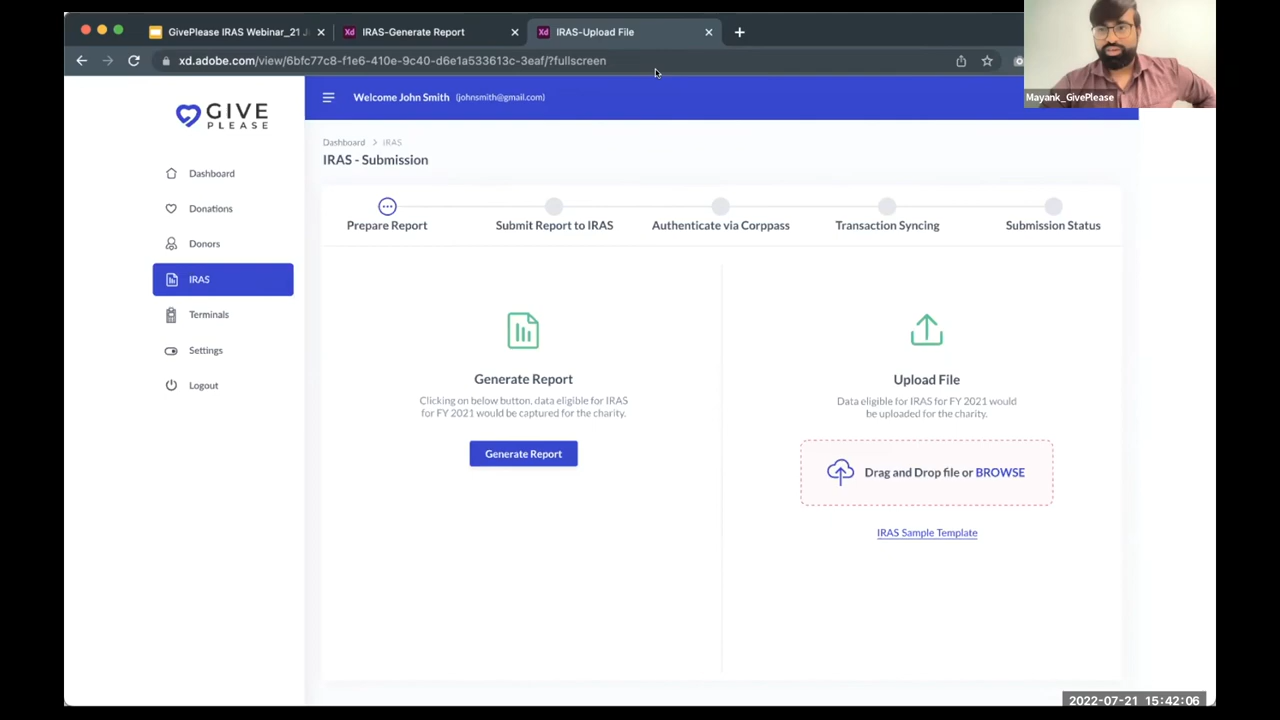 GivePlease IRAS Webinar_21 J
Xd IRAS-Generate Report
Xd IRAS-Upload File
xd.adobe.com/view/6bfc77c8-f1e6-410e-9c40-d6e1a533613c-3eaf/?fullscreen
Mayank_GivePlease
GIVE
PLEASE
Welcome John Smith (johnsmith@gmail.com)
Dashboard > IRAS
IRAS - Submission
Dashboard
Donations
Donors
IRAS
Terminals
Settings
Logout
Prepare Report
Submit Report to IRAS
Authenticate via Corppass
Transaction Syncing
Submission Status
Generate Report
Clicking on below button, data eligible for IRAS
for FY 2021 would be captured for the charity.
Generate Report
Upload File
Data eligible for IRAS for FY 2021 would
be uploaded for the charity.
Drag and Drop file or BROWSE
IRAS Sample Template
2022-07-21 15:42:06